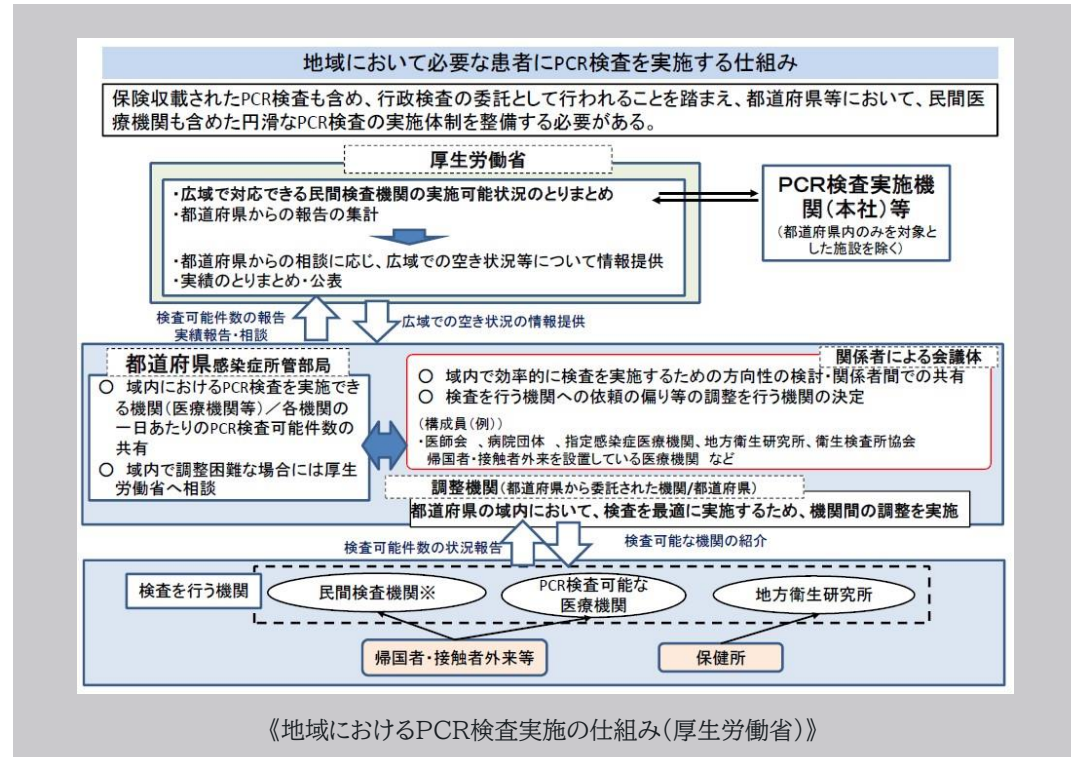 地域において必要な患者にPCR検査を実施する仕組み
保険収載されたPCR検査も含め、行政検査の委託として行われることを踏まえ、都道府県等において、民間医
療機関も含めた円滑なPCR検査の実施体制を整備する必要がある。
厚生労働省
・広域で対応できる民間検査機関の実施可能状況のとりまとめ
・都道府県からの報告の集計
・都道府県からの相談に応じ、広域での空き状況等について情報提供
・実績のとりまとめ・公表
PCR検査実施機
関(本社)等
(都道府県内のみを対象と
した施設を除く)
検査可能件数の報告
実績報告・相談
広域での空き状況の情報提供
都道府県感染症所管部局
○ 域内におけるPCR検査を実施でき
る機関(医療機関等)/各機関の
一日あたりのPCR検査可能件数の
共有
○ 域内で調整困難な場合には厚生
労働省へ相談
関係者による会議体
○ 域内で効率的に検査を実施するための方向性の検討・関係者間での共有
○ 検査を行う機関への依頼の偏り等の調整を行う機関の決定
(構成員(例))
・医師会 、病院団体 、指定感染症医療機関、地方衛生研究所、衛生検査所協会
帰国者・接触者外来を設置している医療機関 など
調整機関(都道府県から委託された機関/都道府県)
都道府県の域内において、検査を最適に実施するため、機関間の調整を実施
検査可能件数の状況報告
検査可能な機関の紹介
検査を行う機関
民間検査機関※
PCR検査可能な
医療機関
地方衛生研究所
帰国者・接触者外来等
保健所
《地域におけるPCR検査実施の仕組み(厚生労働省)》